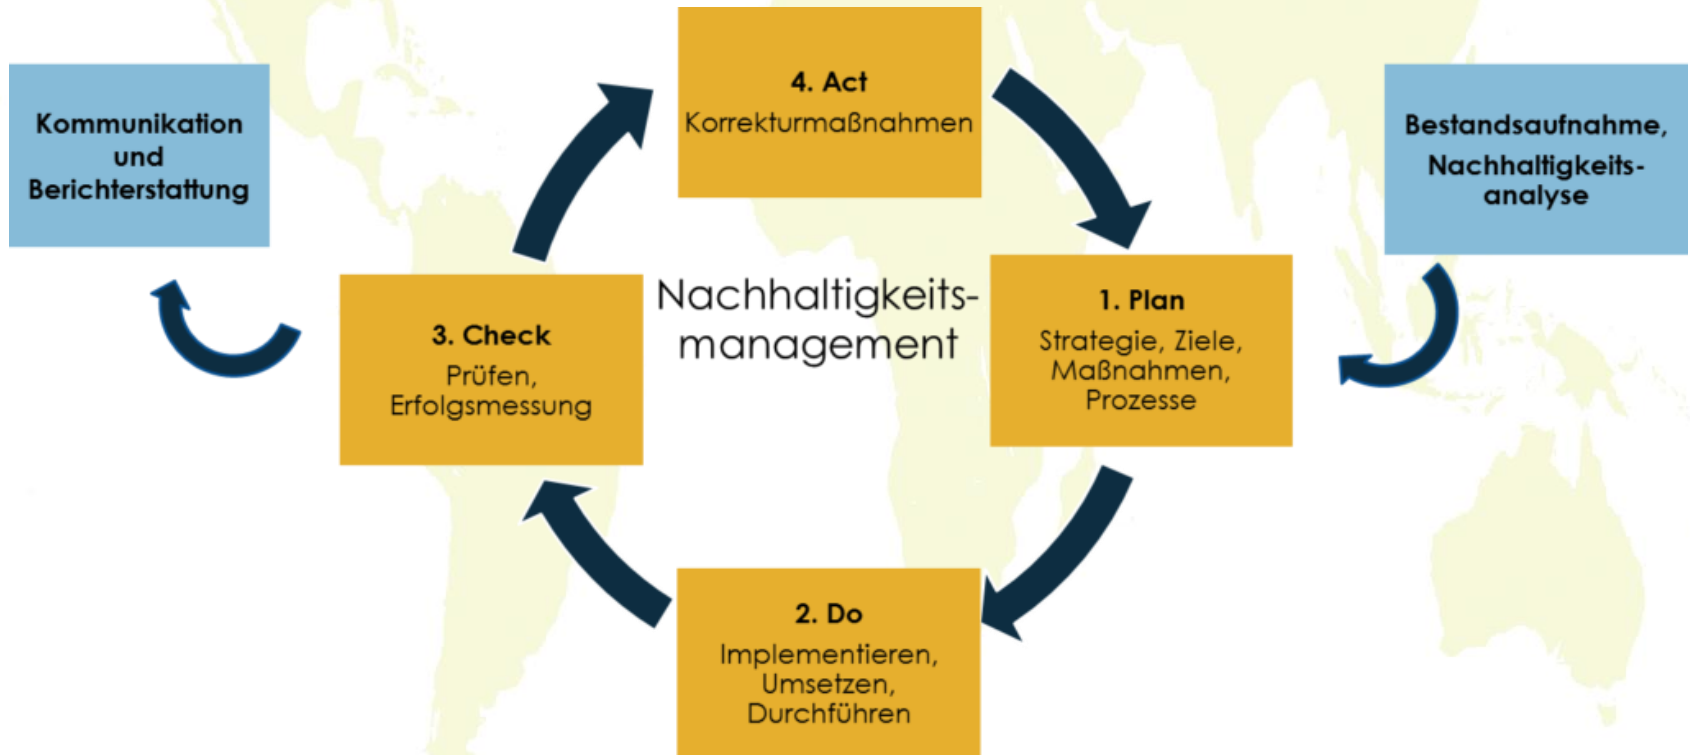 4. Act
Korrekturmaßnahmen
Kommunikation
und
Berichterstattung
Bestandsaufnahme,
Nachhaltigkeits-
analyse
Nachhaltigkeits-
management
1. Plan
Strategie, Ziele,
Maßnahmen,
Prozesse
3. Check
Prüfen,
Erfolgsmessung
2. Do
Implementieren,
Umsetzen,
Durchführen